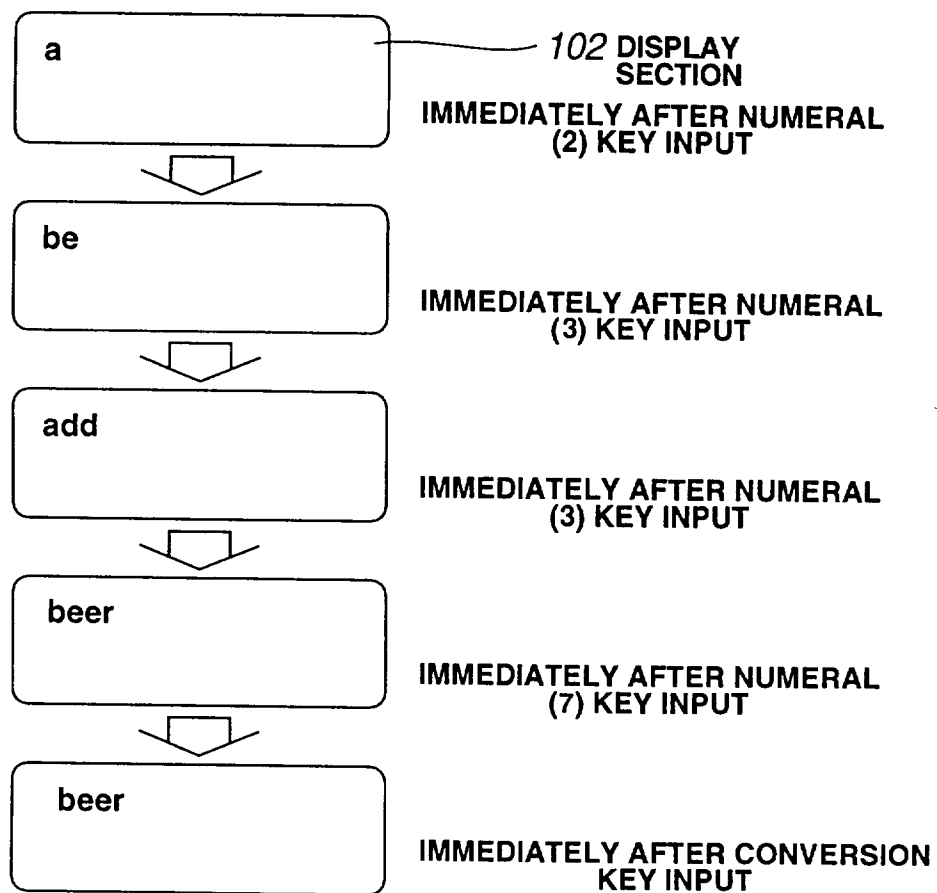 a
102 DISPLAY
SECTION
IMMEDIATELY AFTER NUMERAL
(2) KEY INPUT
be
IMMEDIATELY AFTER NUMERAL
(3) KEY INPUT
add
IMMEDIATELY AFTER NUMERAL
(3) KEY INPUT
beer
IMMEDIATELY AFTER NUMERAL
(7) KEY INPUT
beer
IMMEDIATELY AFTER CONVERSION
KEY INPUT